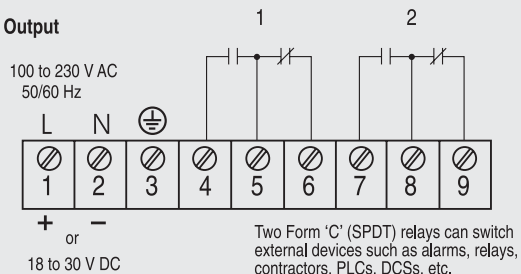 Output
1 2
100 to 230 V AC
50/60 Hz
L N
1 2 3 4 5 6 7 8 9
+ or −
18 to 30 V DC
Two Form ‘C’ (SPDT) relays can switch
external devices such as alarms, relays,
contractors, PLCs, DCSs, etc.